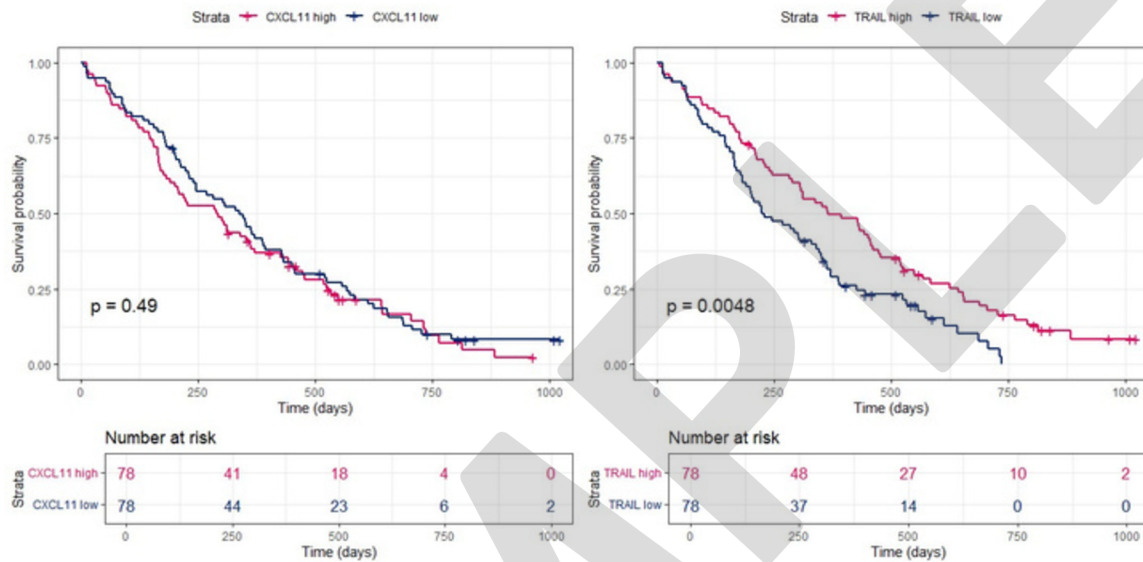 Strata CXCL11 high CXCL11 low
1.00
0.75
0.50
0.25
0.00
Survival probability
p = 0.49
0 250 500 750 1000
Time (days)
Number at risk
Strata
CXCL11 high 78 41 18 4 0
CXCL11 low 78 44 23 6 2
0 250 500 750 1000
Time (days)
Strata TRAIL high TRAIL low
1.00
0.75
0.50
0.25
0.00
Survival probability
p = 0.0048
0 250 500 750 1000
Time (days)
Number at risk
Strata
TRAIL high 78 48 27 10 2
TRAIL low 78 37 14 0 0
0 250 500 750 1000
Time (days)